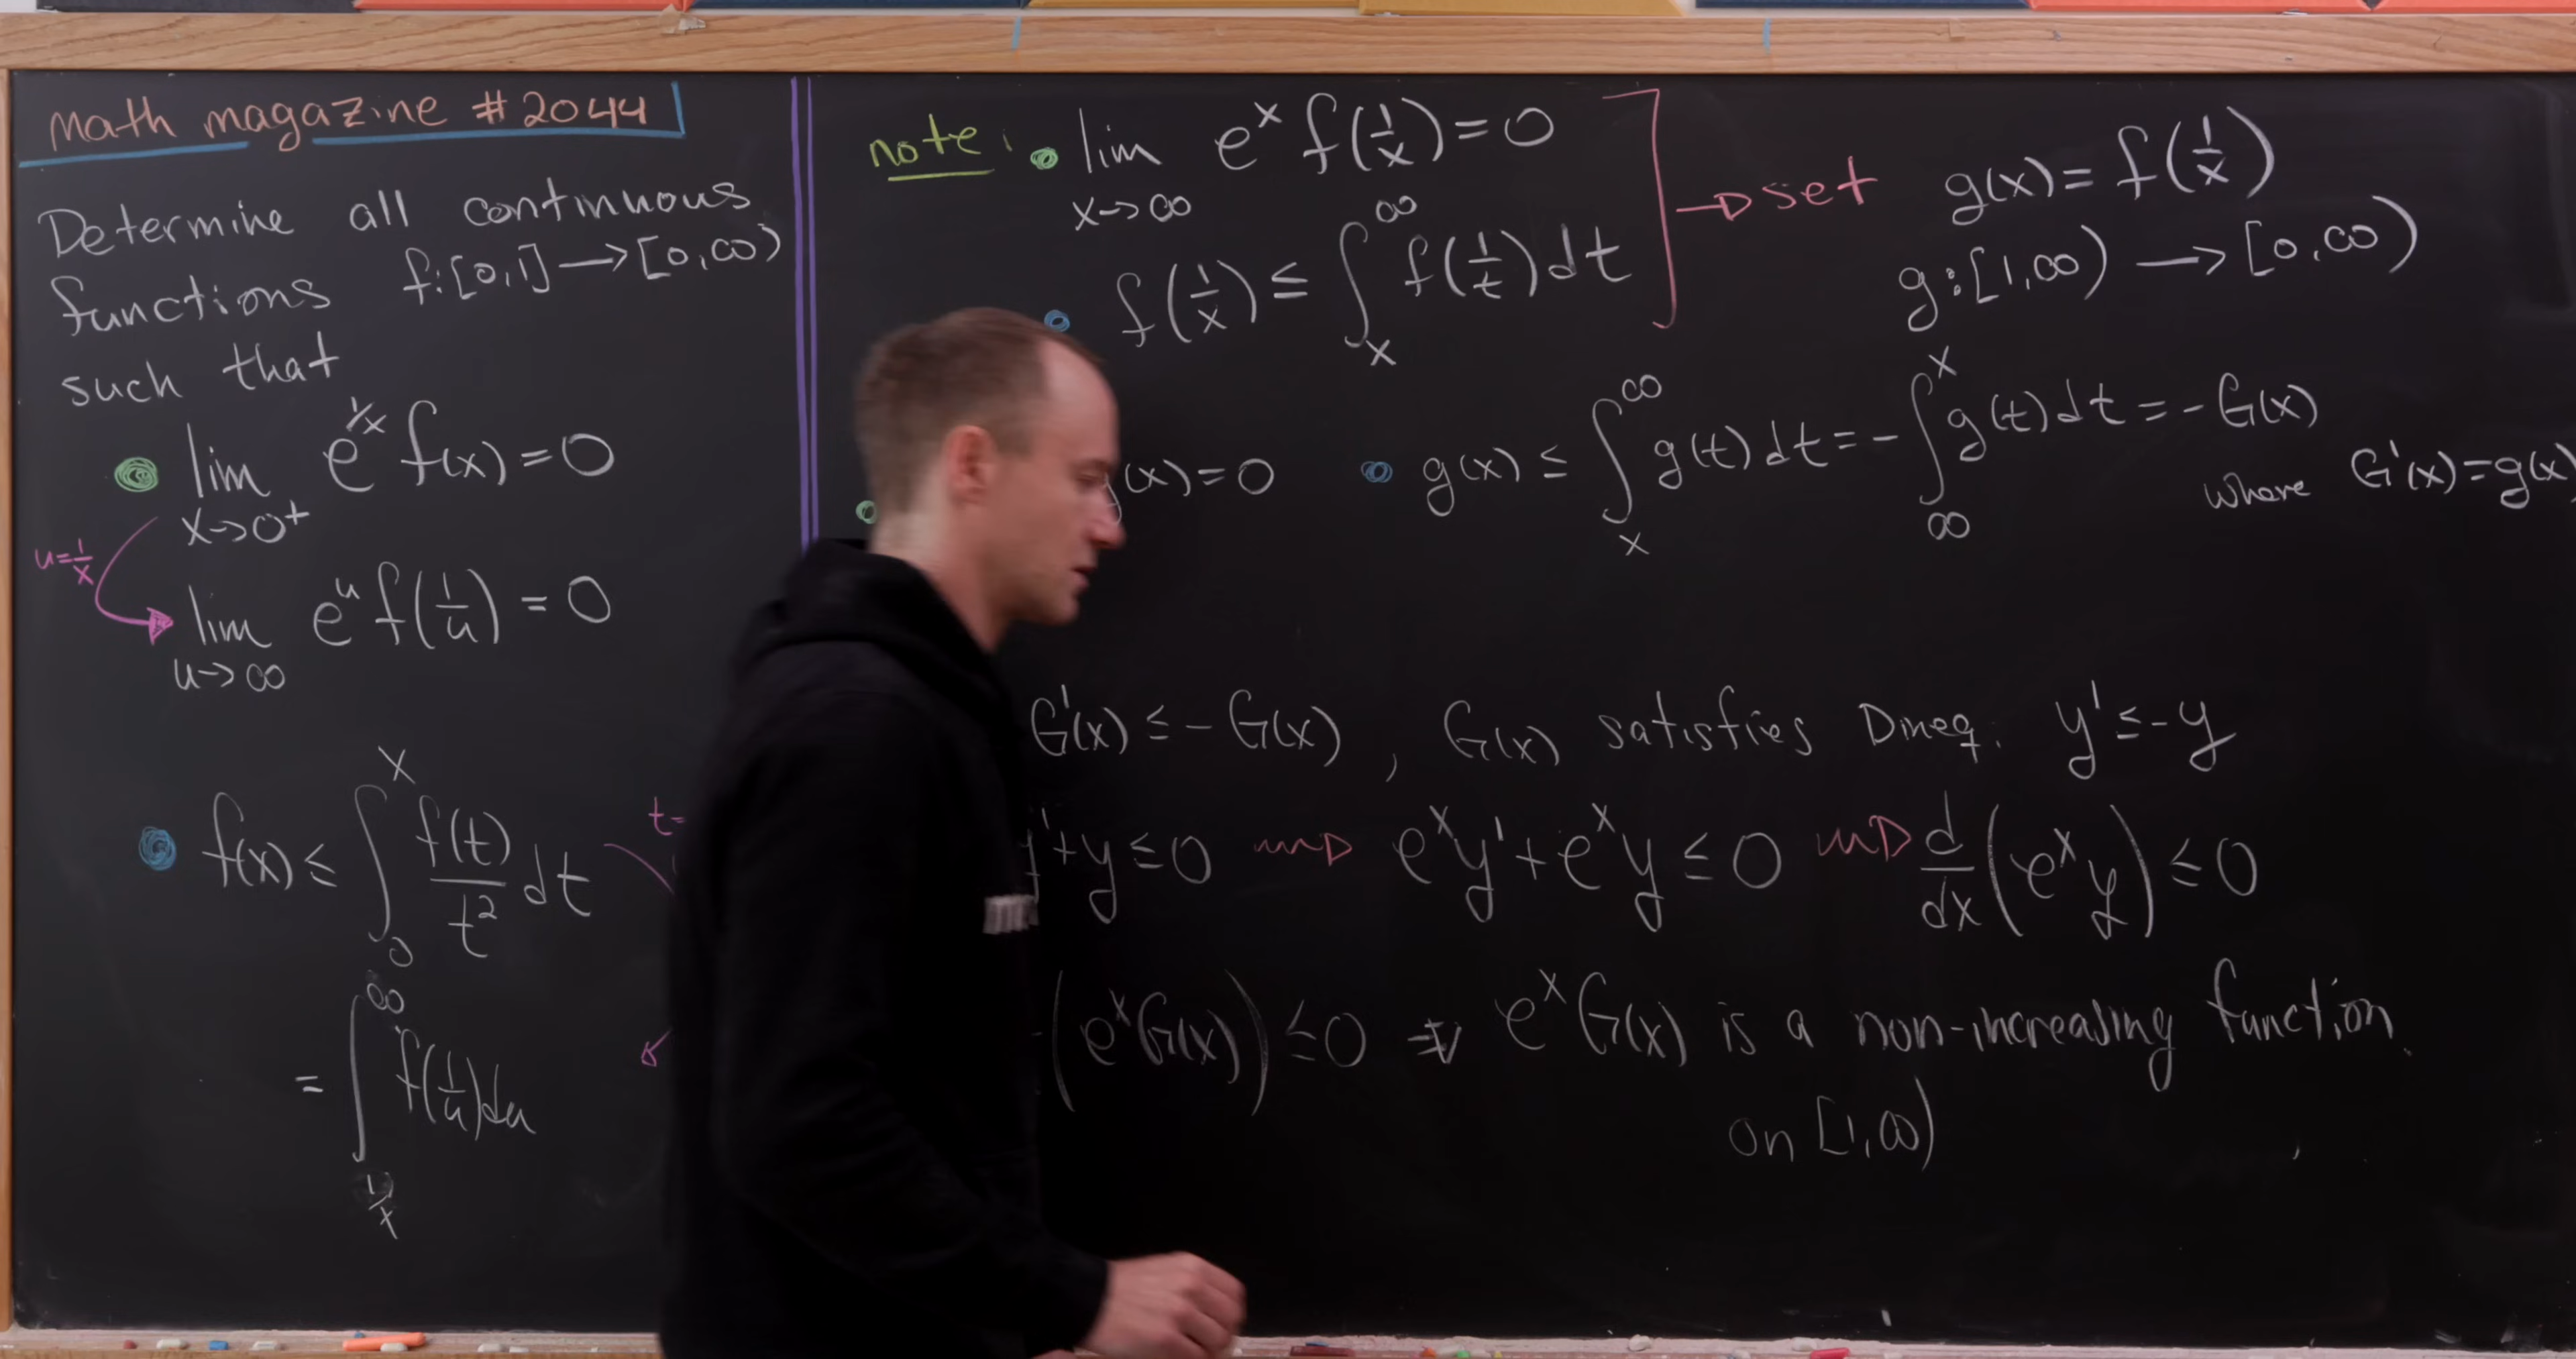 math magazine #2044
Determine all continuous
functions f:[0,1]→[0,∞)
such that
lim e^{1/x} f(x)=0
x→0+
u=1/x
lim e^u f(1/u) = 0
u→∞
f(x) ≤ ∫_0^x f(t)/t² dt
t=
= ∫_{1/x}^∞ f(1/u)du
note: lim e^x f(1/x)=0
x→∞
f(1/x) ≤ ∫_x^∞ f(1/t)dt
→ set g(x)= f(1/x)
g:[1,∞) → [0,∞)
(x)=0
g(x) ≤ ∫_x^∞ g(t)dt = -∫_∞^x g(t)dt = -G(x)
where G'(x)=g(x)
G'(x) ≤ -G(x), G(x) satisfies Dineq. y' ≤ -y
y'+y≤0 ⇝ e^x y'+e^x y ≤ 0 ⇝ d/dx(e^x y) ≤ 0
(e^x G(x)) ≤ 0 ⇒ e^x G(x) is a non-increasing function
on [1,∞)